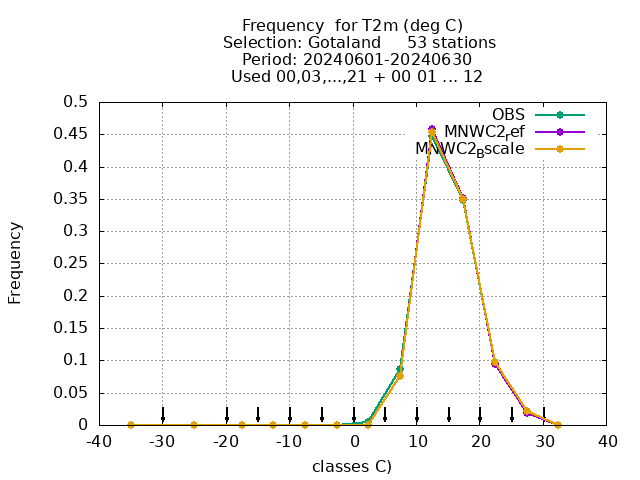 Frequency  for T2m (deg C)
Selection: Gotaland     53 stations
Period: 20240601-20240630
Used 00,03,...,21 + 00 01 ... 12
0.5
0.45
0.4
0.35
0.3
0.25
0.2
0.15
0.1
0.05
0
Frequency
OBS
MNWC2ref
MNWC2Bscale
-40 -30 -20 -10 0 10 20 30 40
classes C)